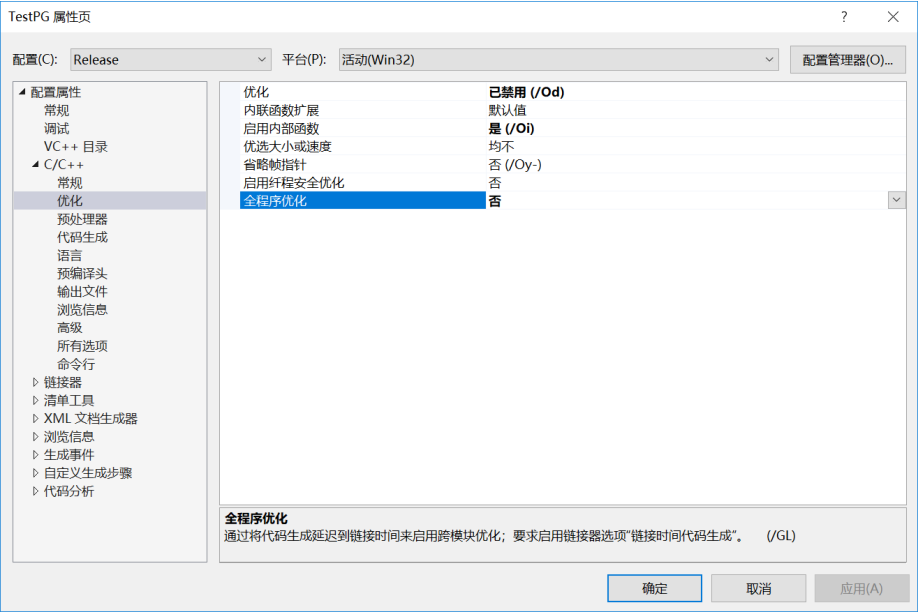 TestPG 属性页
配置(C): Release 平台(P): 活动(Win32) 配置管理器(O)...
配置属性
常规
调试
VC++ 目录
C/C++
常规
优化
预处理器
代码生成
语言
预编译头
输出文件
浏览信息
高级
所有选项
命令行
链接器
清单工具
XML 文档生成器
浏览信息
生成事件
自定义生成步骤
代码分析
优化 已禁用 (/Od)
内联函数扩展 默认值
启用内部函数 是 (/Oi)
优选大小或速度 均不
省略帧指针 否 (/Oy-)
启用纤程安全优化 否
全程序优化 否
全程序优化
通过将代码生成延迟到链接时间来启用跨模块优化；要求启用链接器选项“链接时间代码生成”。 (/GL)
确定 取消 应用(A)